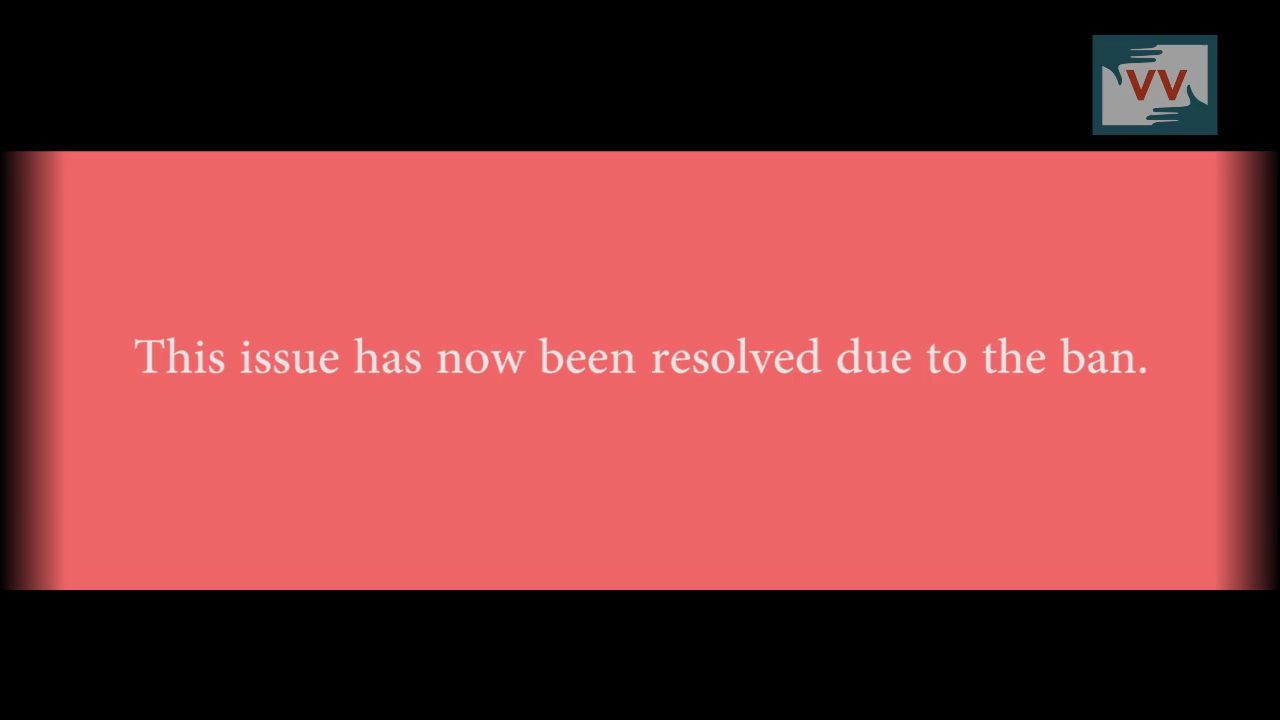 VV
This issue has now been resolved due to the ban.